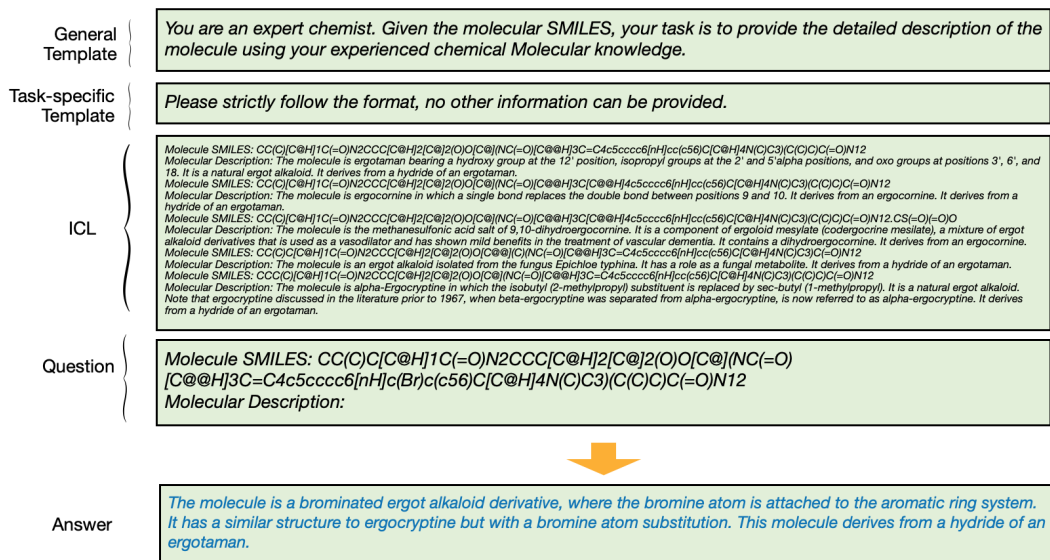 General
Template
You are an expert chemist. Given the molecular SMILES, your task is to provide the detailed description of the
molecule using your experienced chemical Molecular knowledge.
Task-specific
Template
Please strictly follow the format, no other information can be provided.
ICL
Molecule SMILES: CC(C)[C@H]1C(=O)N2CCC[C@H]2[C@]2(O)O[C@](NC(=O)[C@@H]3C=C4c5cccc6[nH]cc(c56)C[C@H]4N(C)C3)(C(C)C)C(=O)N12
Molecular Description: The molecule is ergotaman bearing a hydroxy group at the 12' position, isopropyl groups at the 2' and 5'alpha positions, and oxo groups at positions 3', 6', and
18. It is a natural ergot alkaloid. It derives from a hydride of an ergotaman.
Molecule SMILES: CC(C)[C@H]1C(=O)N2CCC[C@H]2[C@]2(O)O[C@](NC(=O)[C@@H]3C[C@@H]4c5cccc6[nH]cc(c56)C[C@H]4N(C)C3)(C(C)C)C(=O)N12
Molecular Description: The molecule is ergocornine in which a single bond replaces the double bond between positions 9 and 10. It derives from an ergocornine. It derives from a
hydride of an ergotaman.
Molecule SMILES: CC(C)[C@H]1C(=O)N2CCC[C@H]2[C@]2(O)O[C@](NC(=O)[C@@H]3C[C@@H]4c5cccc6[nH]cc(c56)C[C@H]4N(C)C3)(C(C)C)C(=O)N12.CS(=O)(=O)O
Molecular Description: The molecule is the methanesulfonic acid salt of 9,10-dihydroergocornine. It is a component of ergoloid mesylate (codergocrine mesilate), a mixture of ergot
alkaloid derivatives that is used as a vasodilator and has shown mild benefits in the treatment of vascular dementia. It contains a dihydroergocornine. It derives from an ergocornine.
Molecule SMILES: CC(C)C[C@H]1C(=O)N2CCC[C@H]2[C@]2(O)O[C@@](C)(NC(=O)[C@@H]3C=C4c5cccc6[nH]cc(c56)C[C@H]4N(C)C3)C(=O)N12
Molecular Description: The molecule is an ergot alkaloid isolated from the fungus Epichloe typhina. It has a role as a fungal metabolite. It derives from a hydride of an ergotaman.
Molecule SMILES: CCC(C)[C@H]1C(=O)N2CCC[C@H]2[C@]2(O)O[C@](NC(=O)[C@@H]3C=C4c5cccc6[nH]cc(c56)C[C@H]4N(C)C3)(C(C)C)C(=O)N12
Molecular Description: The molecule is alpha-Ergocryptine in which the isobutyl (2-methylpropyl) substituent is replaced by sec-butyl (1-methylpropyl). It is a natural ergot alkaloid.
Note that ergocryptine discussed in the literature prior to 1967, when beta-ergocryptine was separated from alpha-ergocryptine, is now referred to as alpha-ergocryptine. It derives
from a hydride of an ergotaman.
Question
Molecule SMILES: CC(C)C[C@H]1C(=O)N2CCC[C@H]2[C@]2(O)O[C@](NC(=O)
[C@@H]3C=C4c5cccc6[nH]c(Br)c(c56)C[C@H]4N(C)C3)(C(C)C)C(=O)N12
Molecular Description:
Answer
The molecule is a brominated ergot alkaloid derivative, where the bromine atom is attached to the aromatic ring system.
It has a similar structure to ergocryptine but with a bromine atom substitution. This molecule derives from a hydride of an
ergotaman.